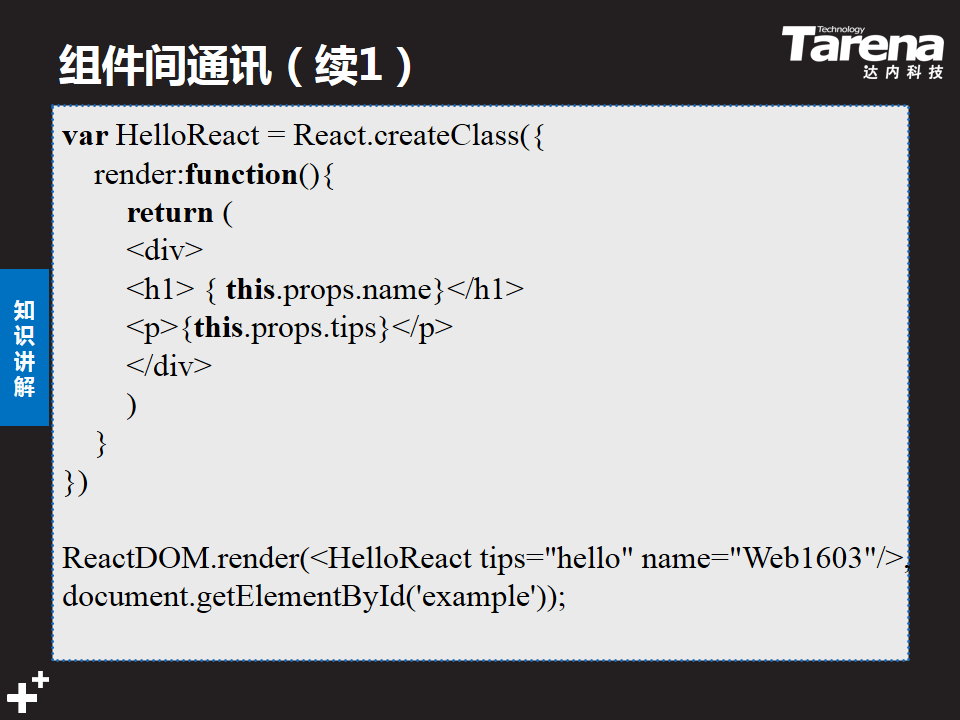 组件间通讯（续1）
Technology
Tarena
达内科技
知识讲解
var HelloReact = React.createClass({
render:function(){
return (
<div>
<h1> { this.props.name}</h1>
<p>{this.props.tips}</p>
</div>
)
}
})
ReactDOM.render(<HelloReact tips="hello" name="Web1603"/>,
document.getElementById('example'));